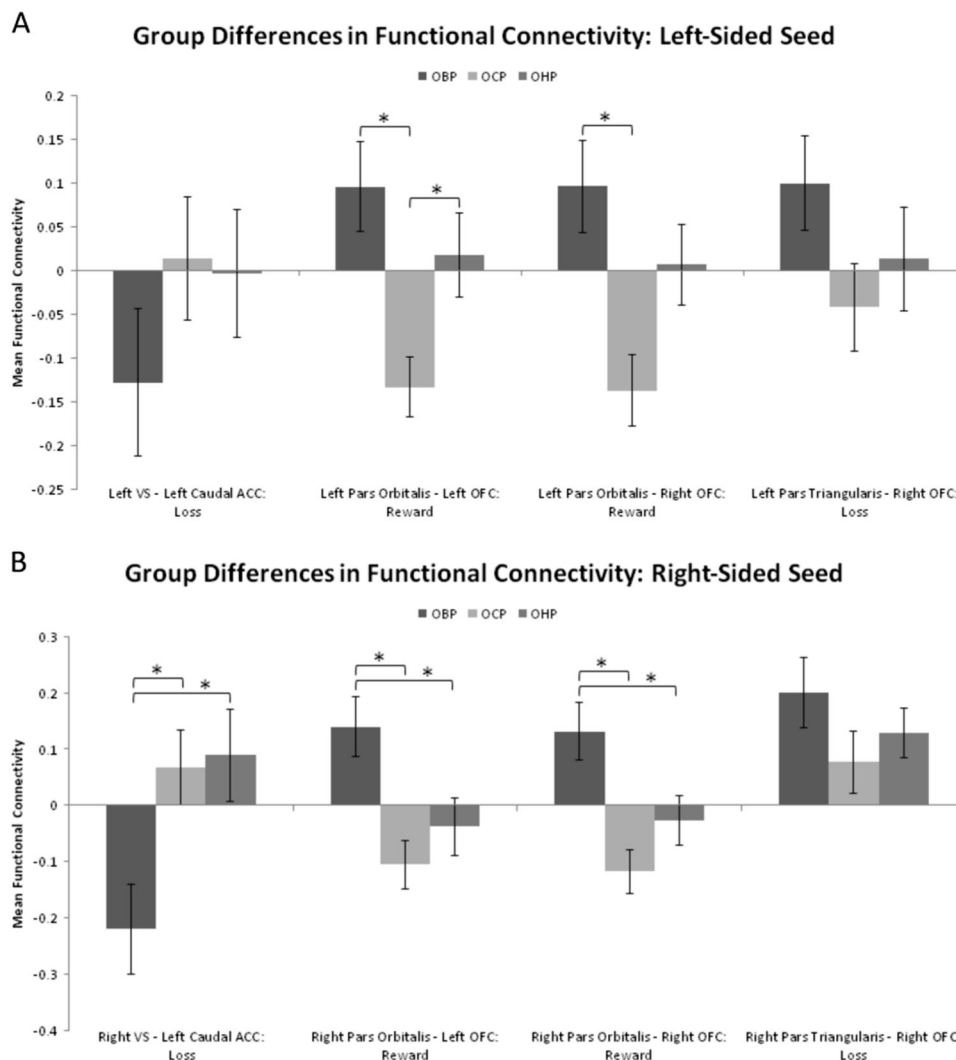 A
Group Differences in Functional Connectivity: Left-Sided Seed
OBP OCP OHP
0.2
0.15
0.1
0.05
0
-0.05
-0.1
-0.15
-0.2
-0.25
Mean Functional Connectivity
*
*
*
Left VS - Left Caudal ACC:
Loss
Left Pars Orbitalis - Left OFC:
Reward
Left Pars Orbitalis - Right OFC:
Reward
Left Pars Triangularis - Right OFC:
Loss
B
Group Differences in Functional Connectivity: Right-Sided Seed
OBP OCP OHP
0.3
0.2
0.1
0
-0.1
-0.2
-0.3
-0.4
Mean Functional Connectivity
*
*
*
*
*
*
Right VS - Left Caudal ACC:
Loss
Right Pars Orbitalis - Left OFC:
Reward
Right Pars Orbitalis - Right OFC:
Reward
Right Pars Triangularis - Right OFC:
Loss